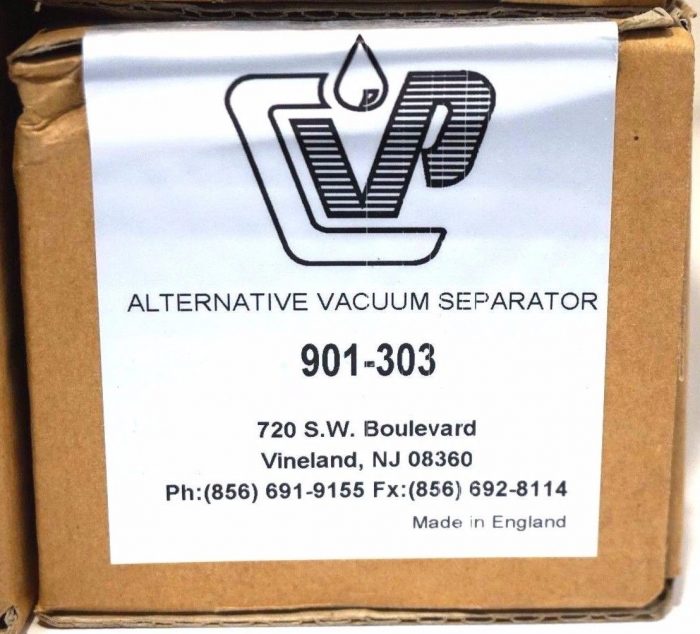 CVP
ALTERNATIVE VACUUM SEPARATOR
901-303
720 S.W. Boulevard
Vineland, NJ 08360
Ph:(856) 691-9155 Fx:(856) 692-8114
Made in England